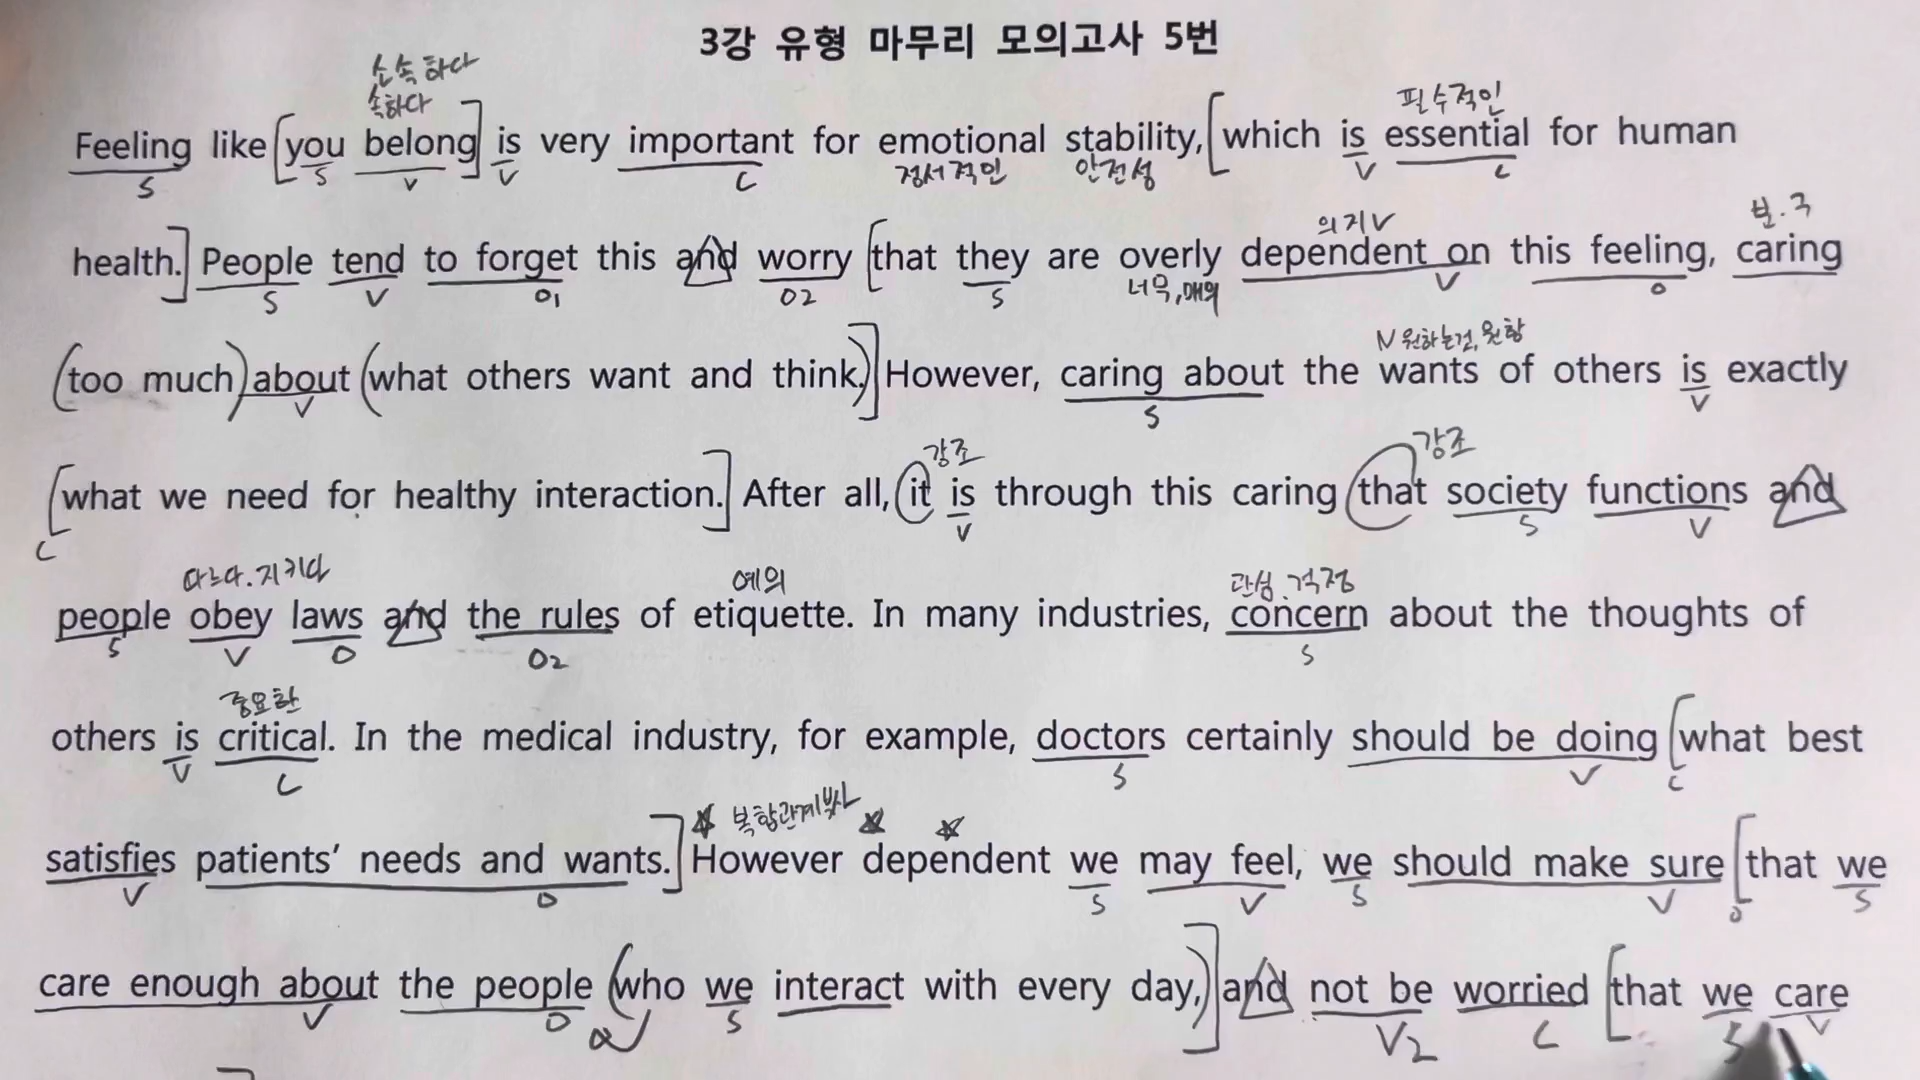 3강 유형 마무리 모의고사 5번
소속하다
속하다
필수적인
Feeling like [you belong] is very important for emotional stability, [which is essential for human
S S V V C 정서적인 안전성 V C
의지V 분.구
health.] People tend to forget this and worry [that they are overly dependent on this feeling, caring
S V O1 O2 S 너무,매우 V O
N 원하는것, 원함
(too much) about (what others want and think.)] However, caring about the wants of others is exactly
V S V
강조 강조
[what we need for healthy interaction.] After all, it is through this caring (that society functions and
C V S V
따르다.지키다 예의 관심.걱정
people obey laws and the rules of etiquette. In many industries, concern about the thoughts of
S V O O2 S
중요한
others is critical. In the medical industry, for example, doctors certainly should be doing [what best
V C S V C
복합관계부사
satisfies patients' needs and wants.] However dependent we may feel, we should make sure [that we
V O S V S V O S
care enough about the people (who we interact with every day,)] and not be worried [that we care
V O S V2 C S V